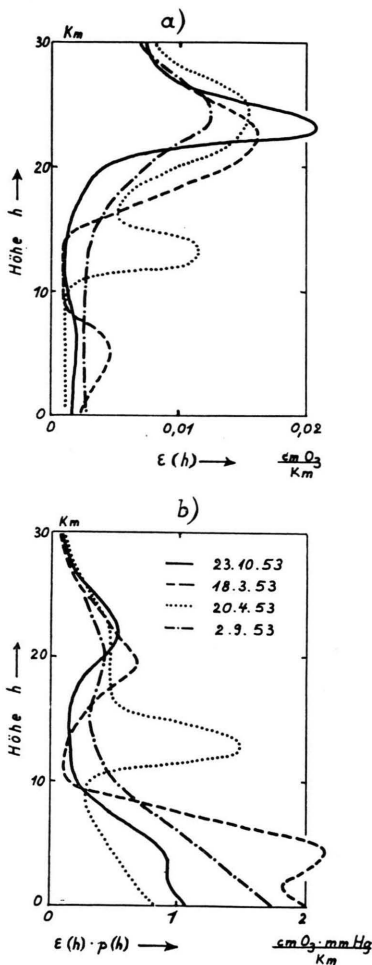 a)
Km
30
20
10
0
Höhe h →
0 0,01 0,02
ε(h) → cm O₃
Km
b)
Km
30
20
10
0
Höhe h →
23.10.53
18.3.53
20.4.53
2.9.53
1 2
ε(h)·p(h) → cm O₃·mm Hg
Km